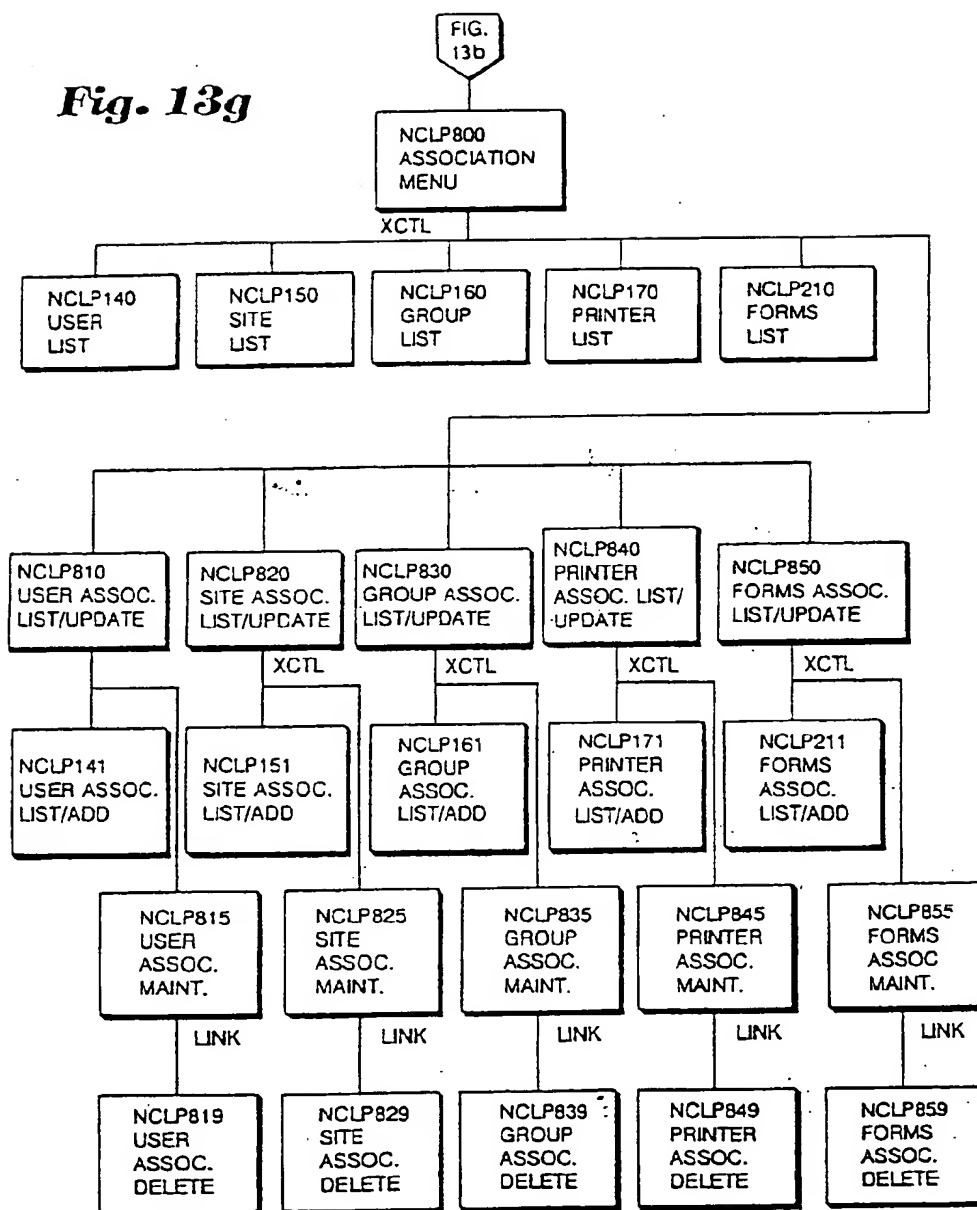 FIG.
13b
Fig. 13g
NCLP800
ASSOCIATION
MENU
XCTL
NCLP140
USER
LIST
NCLP150
SITE
LIST
NCLP160
GROUP
LIST
NCLP170
PRINTER
LIST
NCLP210
FORMS
LIST
NCLP810
USER ASSOC.
LIST/UPDATE
NCLP820
SITE ASSOC.
LIST/UPDATE
NCLP830
GROUP ASSOC.
LIST/UPDATE
NCLP840
PRINTER
ASSOC. LIST/
UPDATE
NCLP850
FORMS ASSOC.
LIST/UPDATE
XCTL
XCTL
XCTL
XCTL
NCLP141
USER ASSOC.
LIST/ADD
NCLP151
SITE ASSOC.
LIST/ADD
NCLP161
GROUP
ASSOC.
LIST/ADD
NCLP171
PRINTER
ASSOC.
LIST/ADD
NCLP211
FORMS
ASSOC.
LIST/ADD
NCLP815
USER
ASSOC.
MAINT.
NCLP825
SITE
ASSOC.
MAINT.
NCLP835
GROUP
ASSOC.
MAINT.
NCLP845
PRINTER
ASSOC.
MAINT.
NCLP855
FORMS
ASSOC
MAINT.
LINK
LINK
LINK
LINK
LINK
NCLP819
USER
ASSOC.
DELETE
NCLP829
SITE
ASSOC.
DELETE
NCLP839
GROUP
ASSOC.
DELETE
NCLP849
PRINTER
ASSOC.
DELETE
NCLP859
FORMS
ASSOC.
DELETE